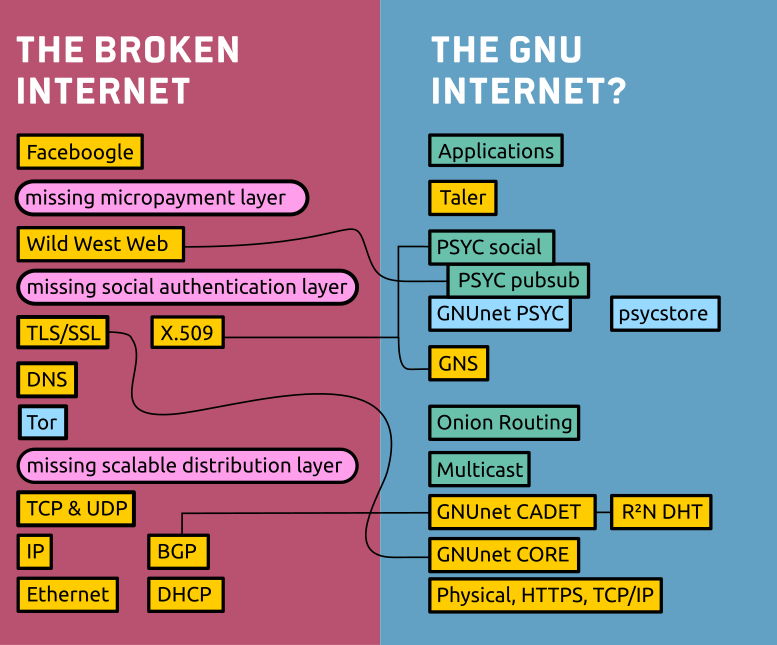 THE BROKEN
INTERNET
Faceboogle
missing micropayment layer
Wild West Web
missing social authentication layer
TLS/SSL
X.509
DNS
Tor
missing scalable distribution layer
TCP & UDP
IP
BGP
Ethernet
DHCP
THE GNU
INTERNET?
Applications
Taler
PSYC social
PSYC pubsub
GNUnet PSYC
psycstore
GNS
Onion Routing
Multicast
GNUnet CADET
R²N DHT
GNUnet CORE
Physical, HTTPS, TCP/IP